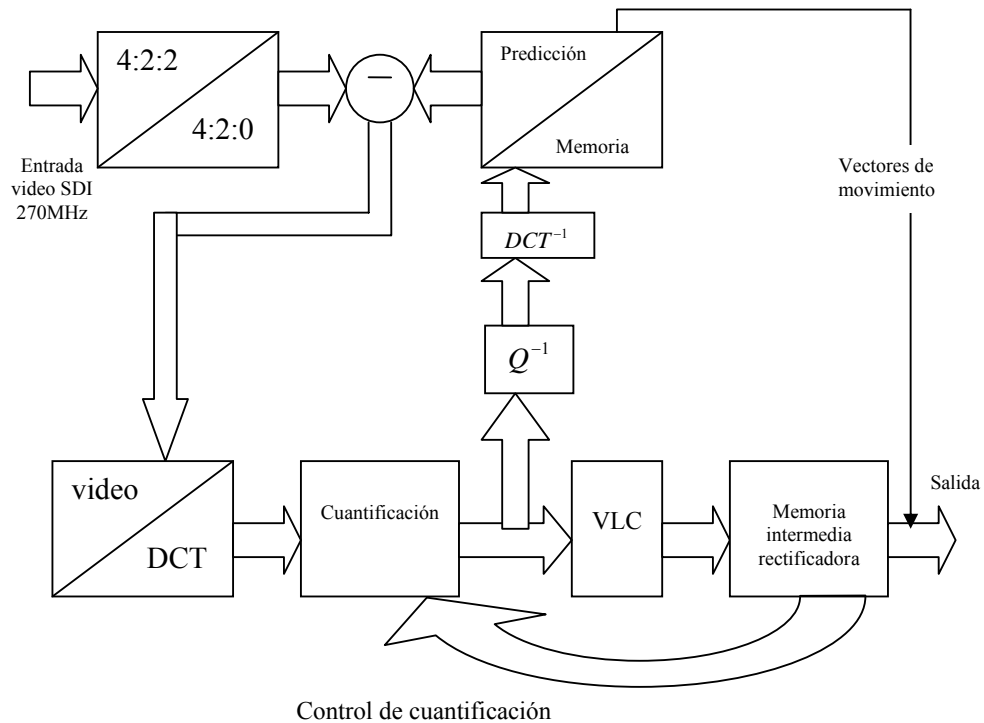 4:2:2
4:2:0
Entrada
video SDI
270MHz
−
Predicción
Memoria
Vectores de
movimiento
DCT⁻¹
Q⁻¹
video
DCT
Cuantificación
VLC
Memoria
intermedia
rectificadora
Salida
Control de cuantificación